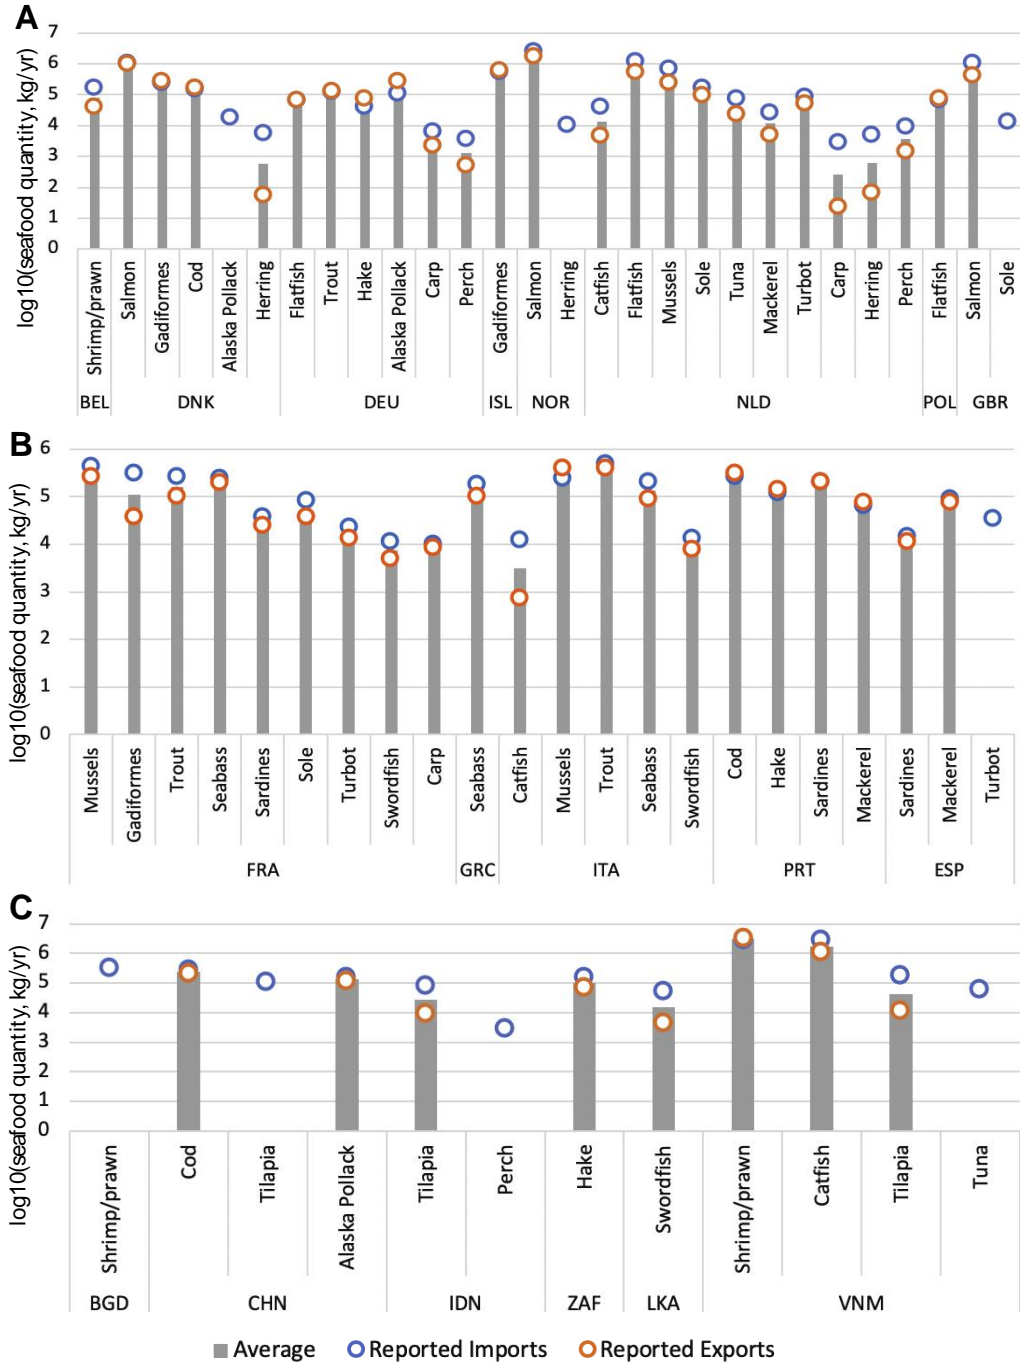 A
log10(seafood quantity, kg/yr)
7
6
5
4
3
2
1
0
Shrimp/prawn
Salmon
Gadiformes
Cod
Alaska Pollack
Herring
Flatfish
Trout
Hake
Alaska Pollack
Carp
Perch
Gadiformes
Salmon
Herring
Catfish
Flatfish
Mussels
Sole
Tuna
Mackerel
Turbot
Carp
Herring
Perch
Flatfish
Salmon
Sole
BEL DNK DEU ISL NOR NLD POL GBR
B
log10(seafood quantity, kg/yr)
6
5
4
3
2
1
0
Mussels
Gadiformes
Trout
Seabass
Sardines
Sole
Turbot
Swordfish
Carp
Seabass
Catfish
Mussels
Trout
Seabass
Swordfish
Cod
Hake
Sardines
Mackerel
Sardines
Mackerel
Turbot
FRA GRC ITA PRT ESP
C
log10(seafood quantity, kg/yr)
7
6
5
4
3
2
1
0
Shrimp/prawn
Cod
Tilapia
Alaska Pollack
Tilapia
Perch
Hake
Swordfish
Shrimp/prawn
Catfish
Tilapia
Tuna
BGD CHN IDN ZAF LKA VNM
Average Reported Imports Reported Exports